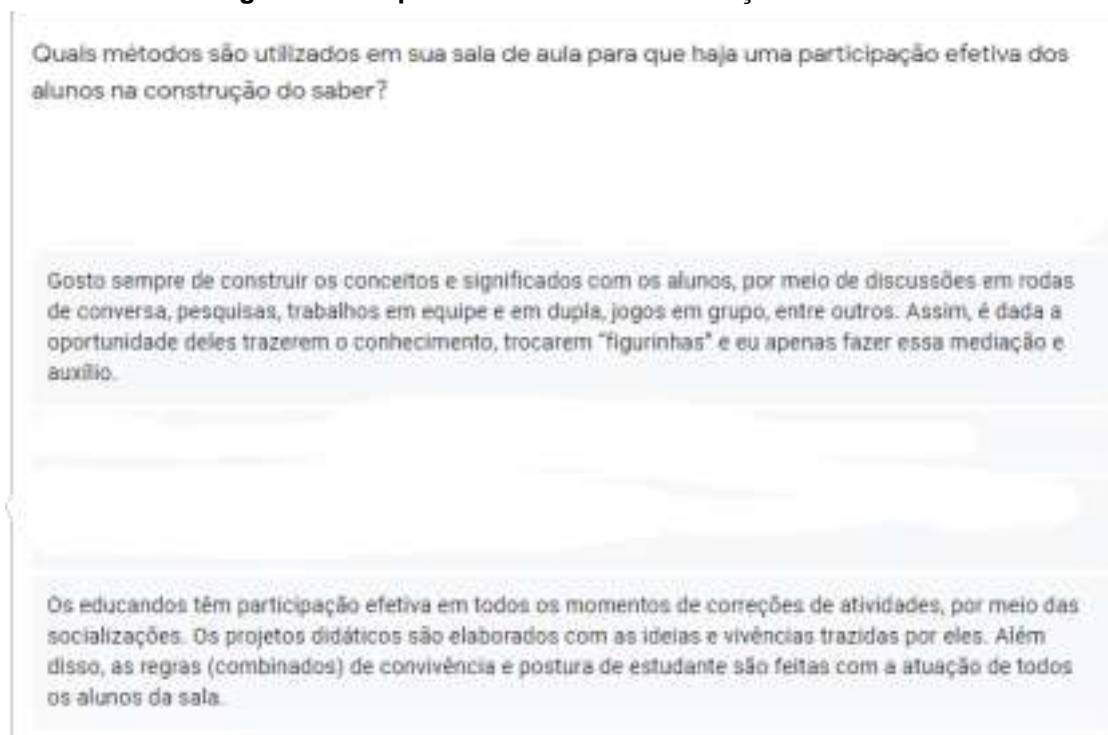 Quais métodos são utilizados em sua sala de aula para que haja uma participação efetiva dos
alunos na construção do saber?
Gosto sempre de construir os conceitos e significados com os alunos, por meio de discussões em rodas
de conversa, pesquisas, trabalhos em equipe e em dupla, jogos em grupo, entre outros. Assim, é dada a
oportunidade deles trazerem o conhecimento, trocarem "figurinhas" e eu apenas fazer essa mediação e
auxílio.
Os educandos têm participação efetiva em todos os momentos de correções de atividades, por meio das
socializações. Os projetos didáticos são elaborados com as ideias e vivências trazidas por eles. Além
disso, as regras (combinados) de convivência e postura de estudante são feitas com a atuação de todos
os alunos da sala.